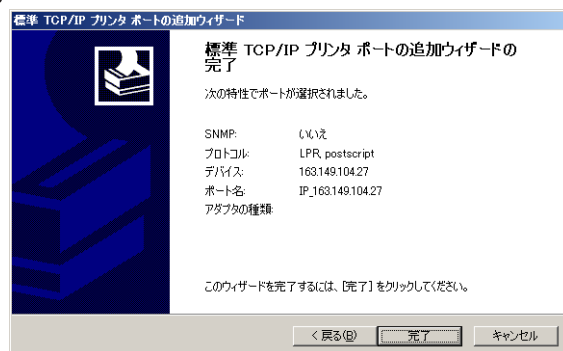 標準 TCP/IP プリンタ ポートの追加ウィザード
標準 TCP/IP プリンタ ポートの追加ウィザードの
完了
次の特性でポートが選択されました。
SNMP: いいえ
プロトコル: LPR, postscript
デバイス: 163.149.104.27
ポート名: IP_163.149.104.27
アダプタの種類:
このウィザードを完了するには、[完了] をクリックしてください。
< 戻る(B) 完了 キャンセル